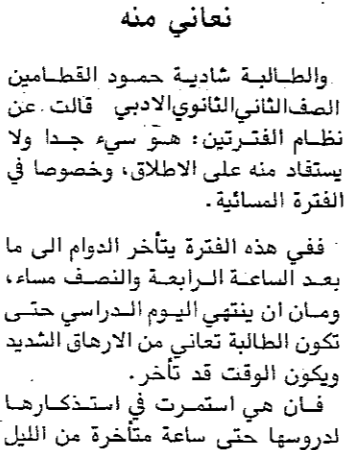 نعاني منه
والطالبة شادية حمود القطامين
الصف الثاني الثانوي الادبي قالت عن
نظام الفترتين: هو سيء جدا ولا
يستقاد منه على الاطلاق، وخصوصا في
الفترة المسائية.
ففي هذه الفترة يتأخر الدوام الى ما
بعد الساعة الرابعة والنصف مساء،
ومان ان ينتهي اليوم الدراسي حتى
تكون الطالبة تعاني من الارهاق الشديد
ويكون الوقت قد تأخر.
فان هي استمرت في استذكارها
لدروسها حتى ساعة متأخرة من الليل